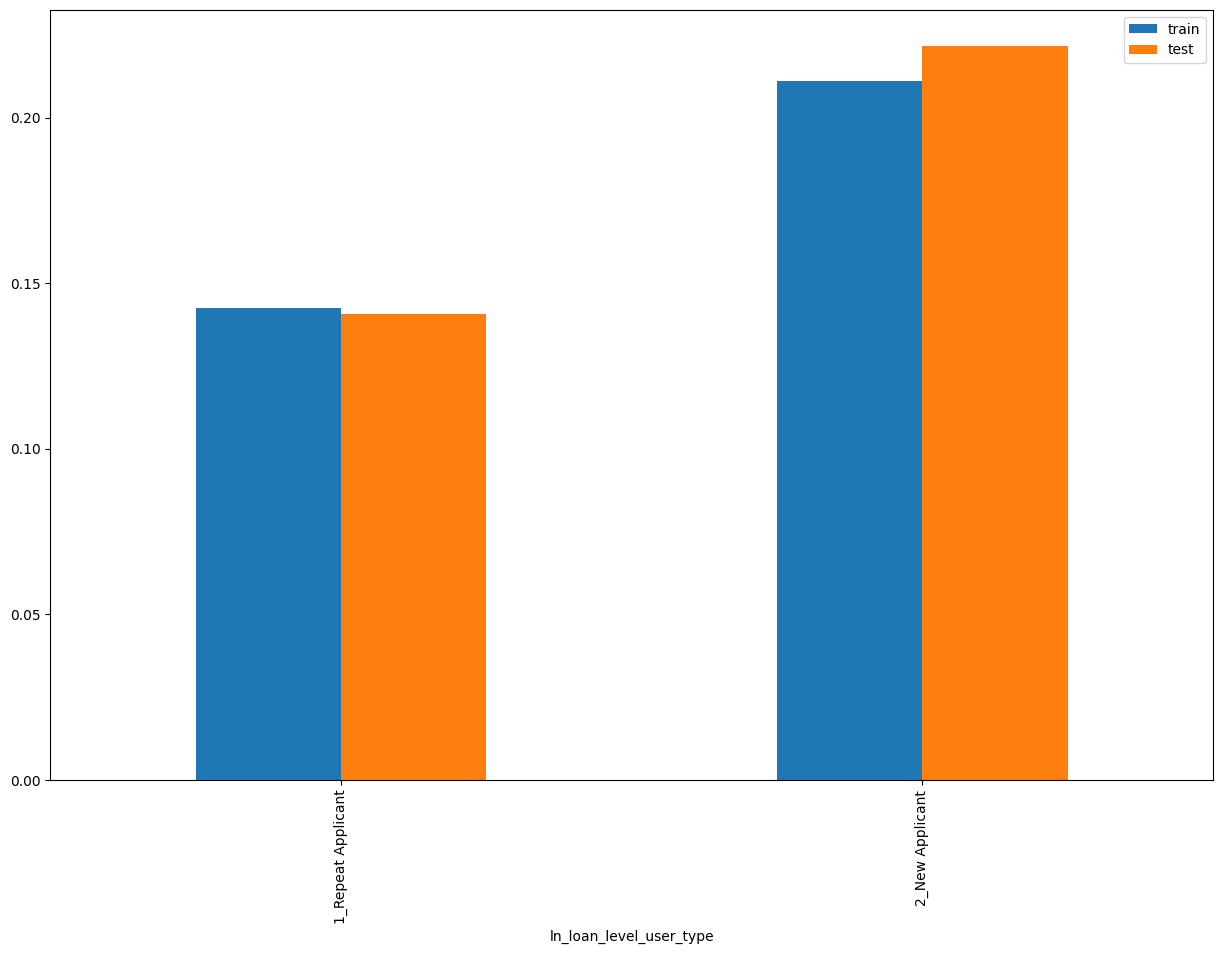 train
test
0.20
0.15
0.10
0.05
0.00
1_Repeat Applicant
2_New Applicant
ln_loan_level_user_type